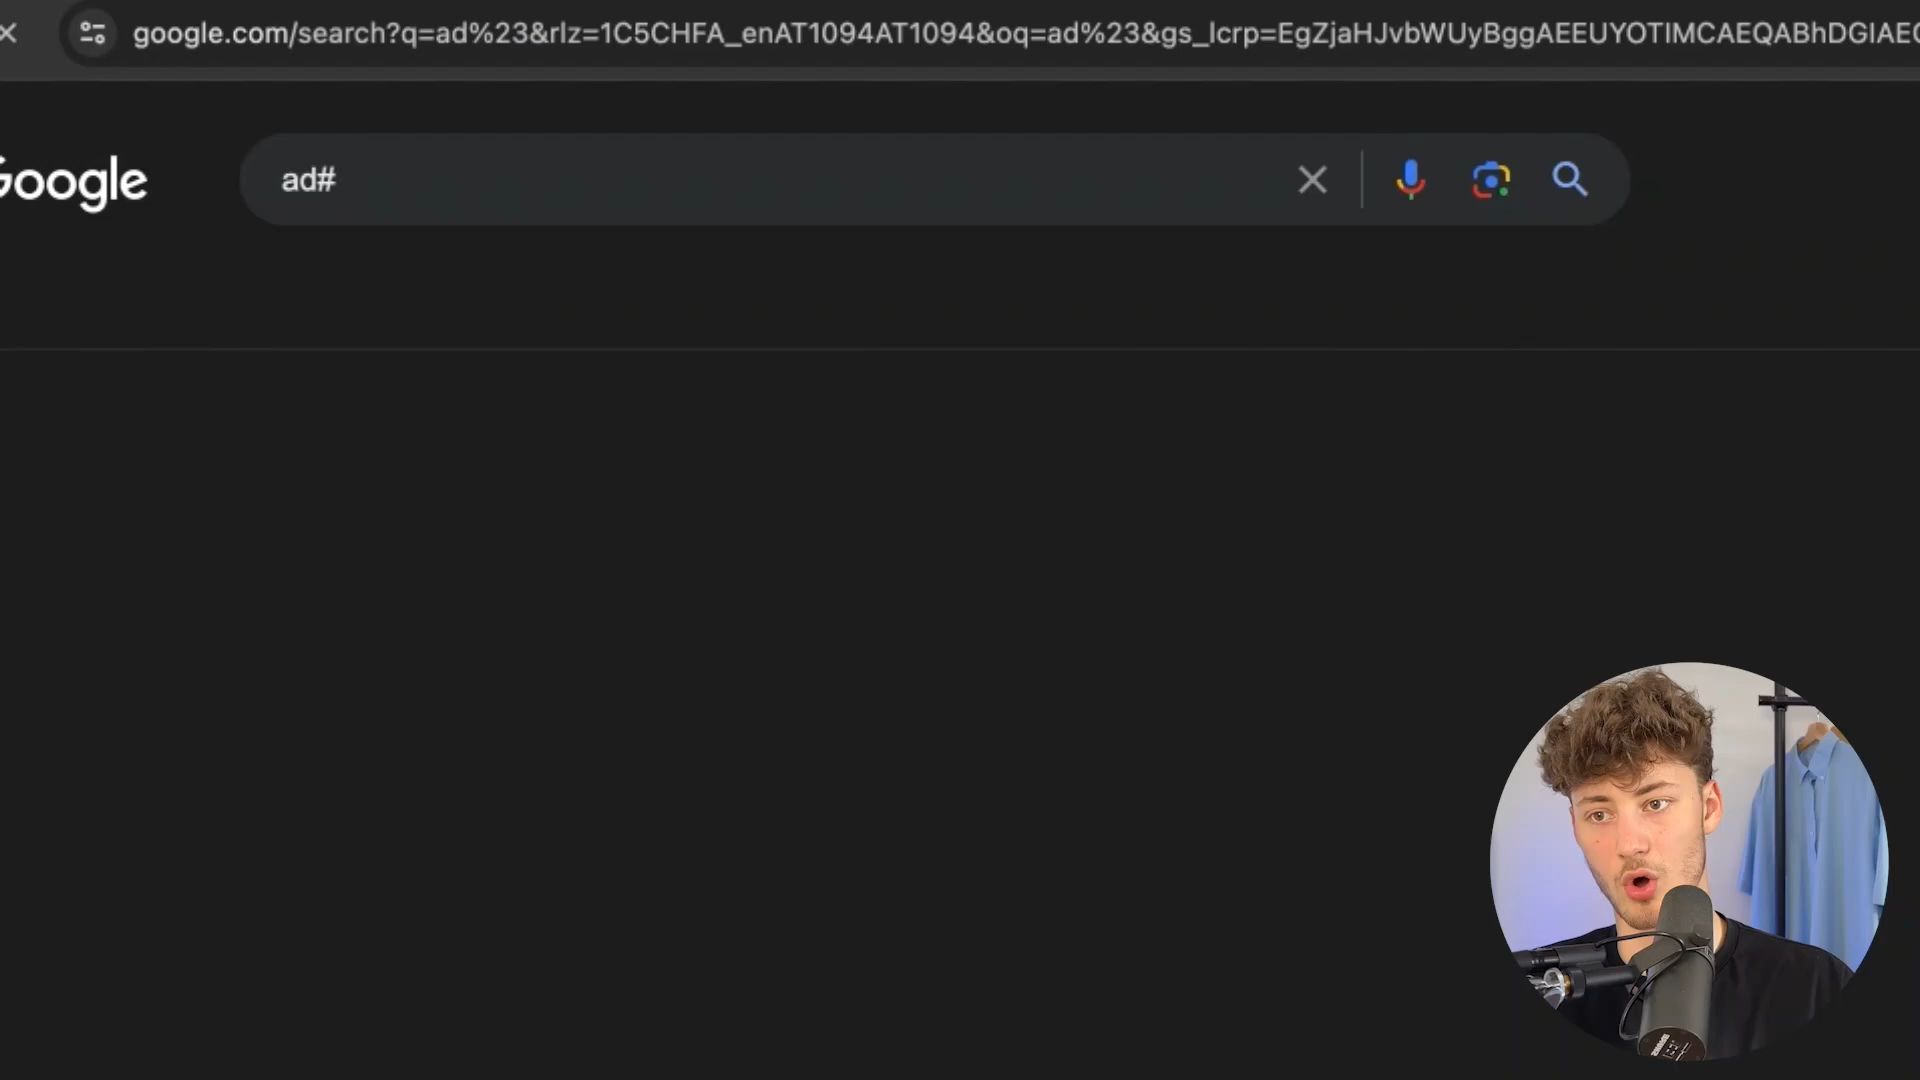 google.com/search?q=ad%23&rlz=1C5CHFA_enAT1094AT1094&oq=ad%23&gs_lcrp=EgZjaHJvbWUyBggAEEUYOTIMCAEQABhDGIAE
Google
ad#